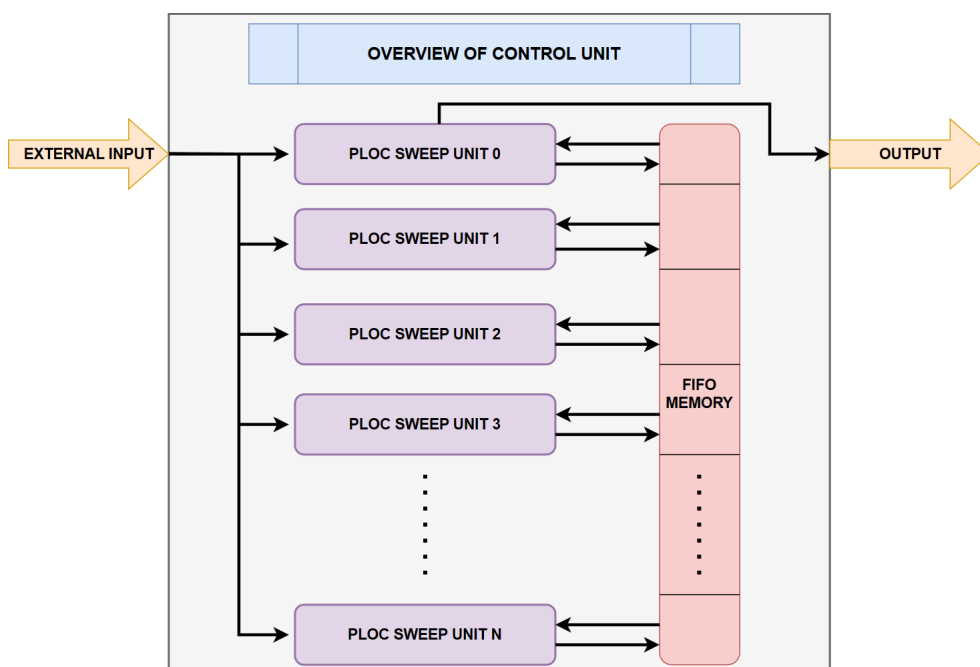 OVERVIEW OF CONTROL UNIT
EXTERNAL INPUT
PLOC SWEEP UNIT 0
OUTPUT
PLOC SWEEP UNIT 1
PLOC SWEEP UNIT 2
FIFO
MEMORY
PLOC SWEEP UNIT 3
PLOC SWEEP UNIT N